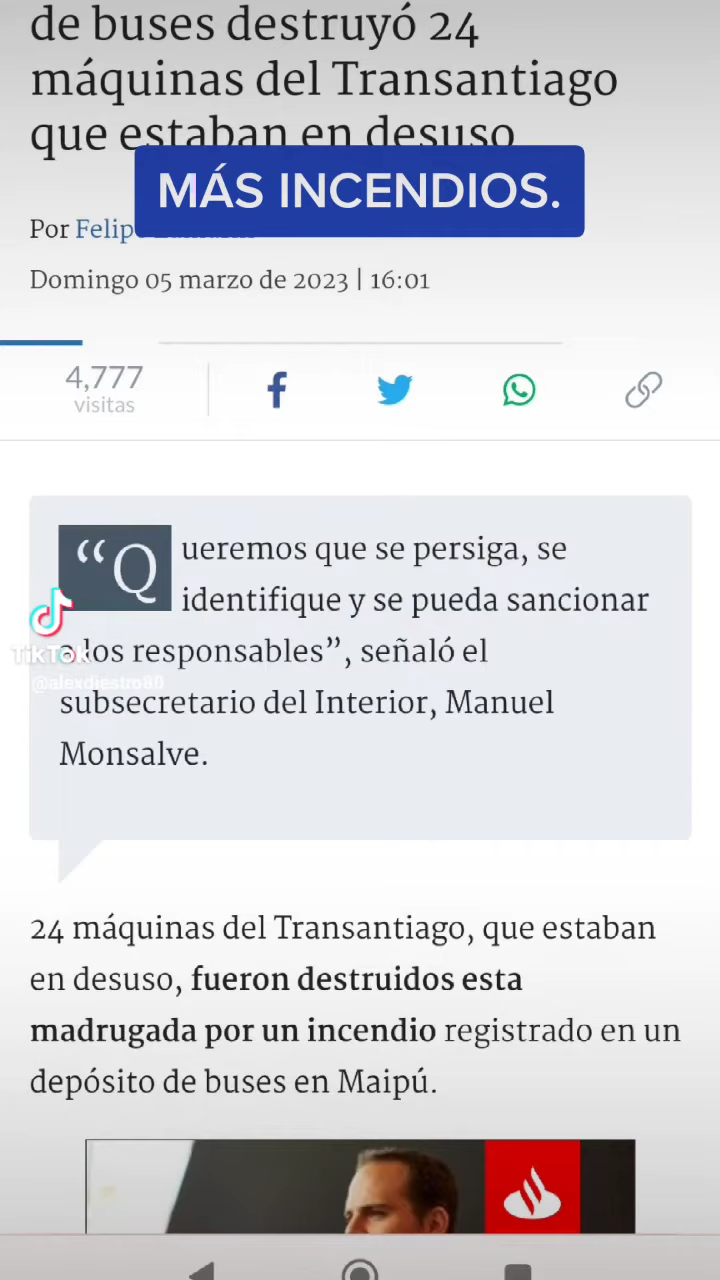 de buses destruyó 24
máquinas del Transantiago
que estaban en desuso
MÁS INCENDIOS.
Por Felipe
Domingo 05 marzo de 2023 | 16:01
4,777
visitas
“Queremos que se persiga, se
identifique y se pueda sancionar
a los responsables”, señaló el
subsecretario del Interior, Manuel
Monsalve.
TikTok
@alexdiestro80
24 máquinas del Transantiago, que estaban
en desuso, fueron destruidos esta
madrugada por un incendio registrado en un
depósito de buses en Maipú.